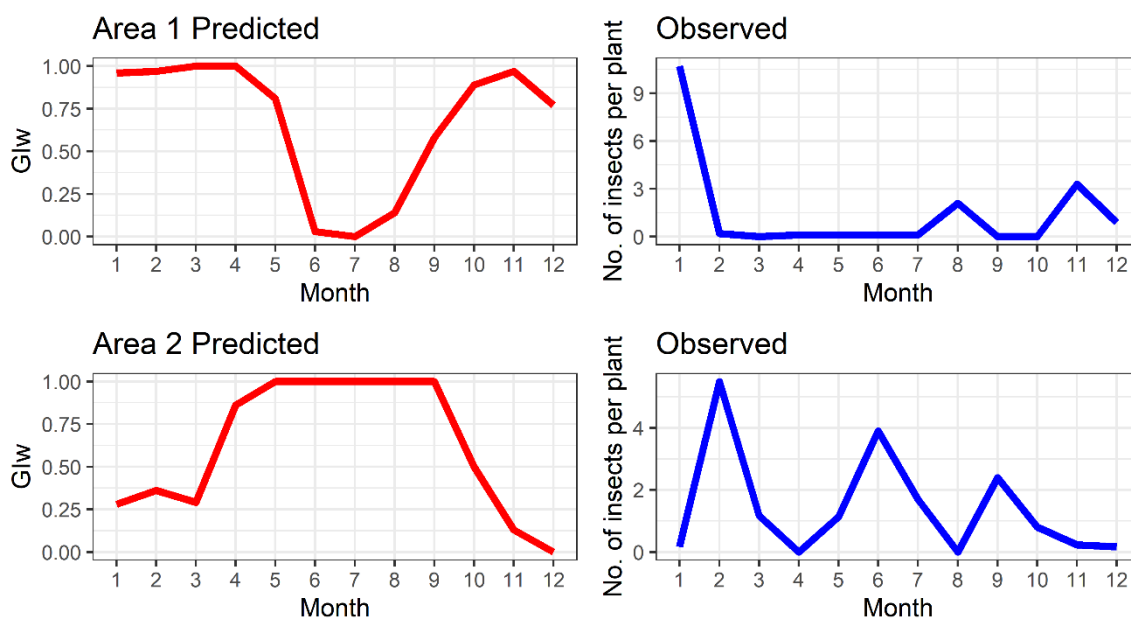 Area 1 Predicted
GIw
1.00
0.75
0.50
0.25
0.00
1 2 3 4 5 6 7 8 9 10 11 12
Month
Observed
No. of insects per plant
9
6
3
0
1 2 3 4 5 6 7 8 9 10 11 12
Month
Area 2 Predicted
GIw
1.00
0.75
0.50
0.25
0.00
1 2 3 4 5 6 7 8 9 10 11 12
Month
Observed
No. of insects per plant
4
2
0
1 2 3 4 5 6 7 8 9 10 11 12
Month